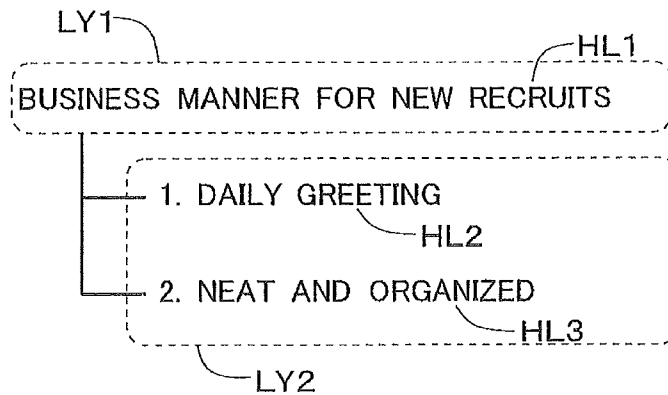 LY1
HL1
BUSINESS MANNER FOR NEW RECRUITS
1. DAILY GREETING
HL2
2. NEAT AND ORGANIZED
HL3
LY2